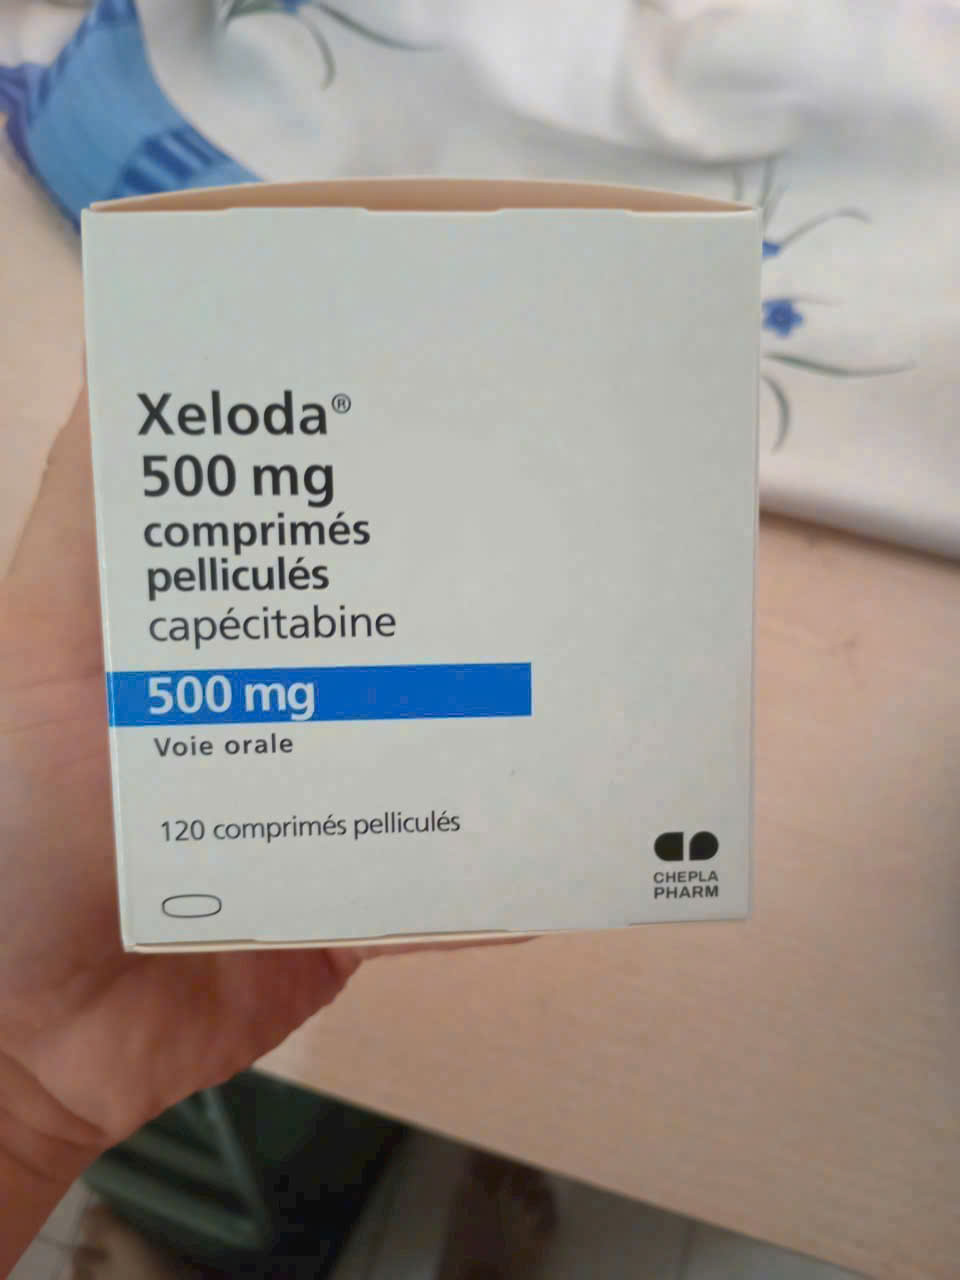 Xeloda®
500 mg
comprimés
pelliculés
capécitabine
500 mg
Voie orale
120 comprimés pelliculés
CHEPLA
PHARM